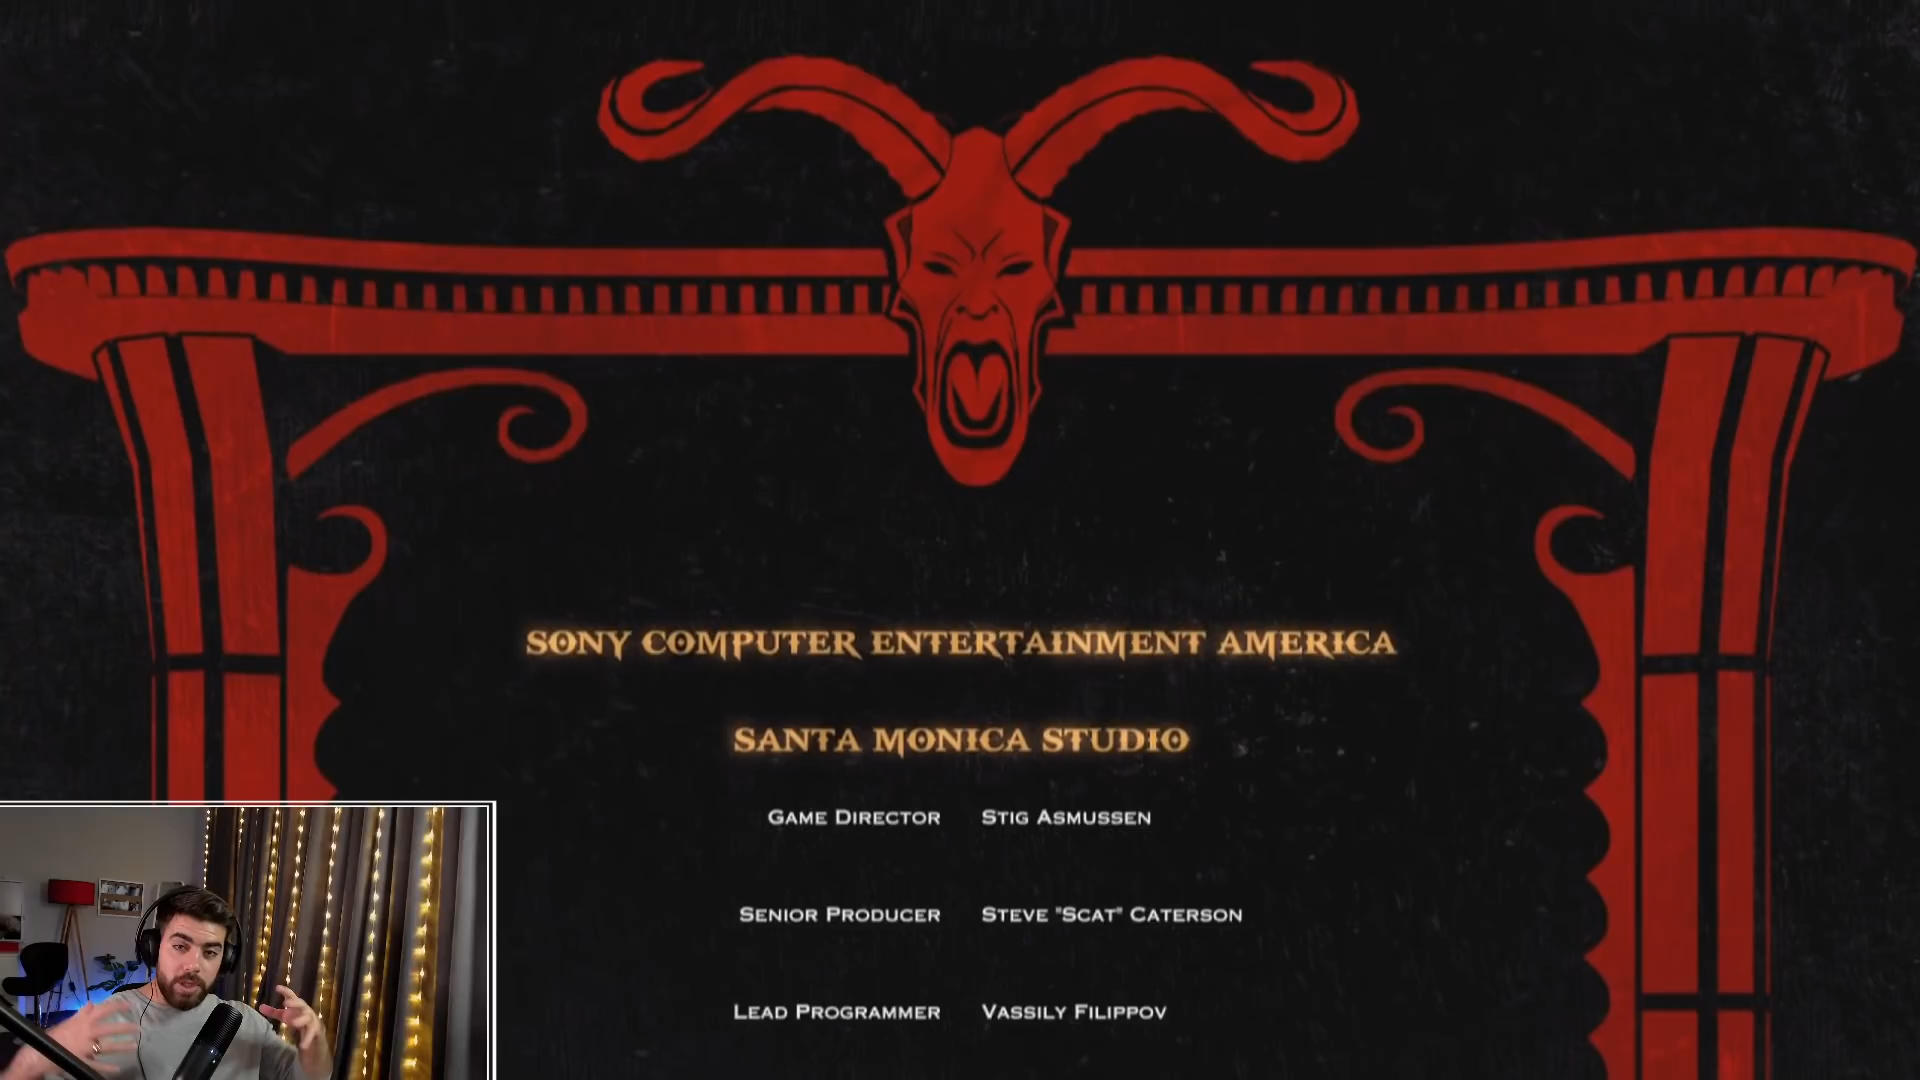 SONY COMPUTER ENTERTAINMENT AMERICA
SANTA MONICA STUDIO
GAME DIRECTOR STIG ASMUSSEN
SENIOR PRODUCER STEVE "SCAT" CATERSON
LEAD PROGRAMMER VASSILY FILIPPOV